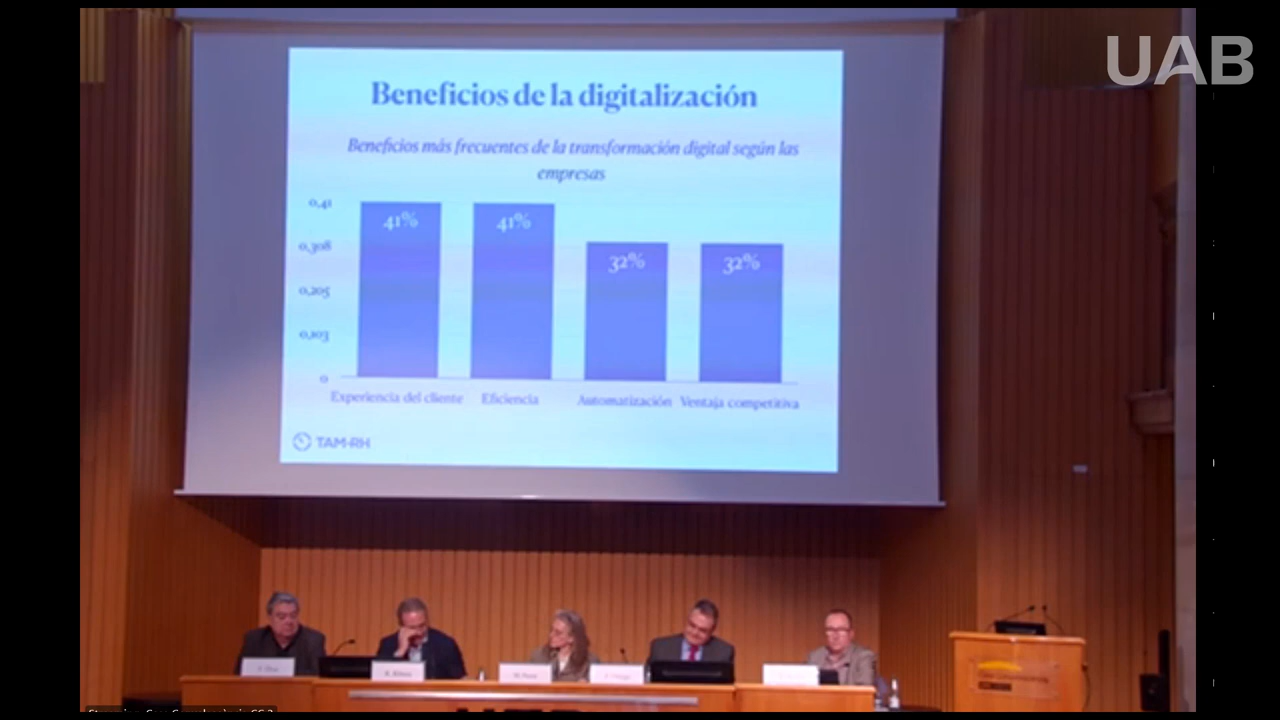 UAB
Beneficios de la digitalización
Beneficios más frecuentes de la transformación digital según las
empresas
0,41
0,308
0,205
0,103
0
41%
41%
32%
32%
Experiencia del cliente
Eficiencia
Automatización
Ventaja competitiva
TAM-RH